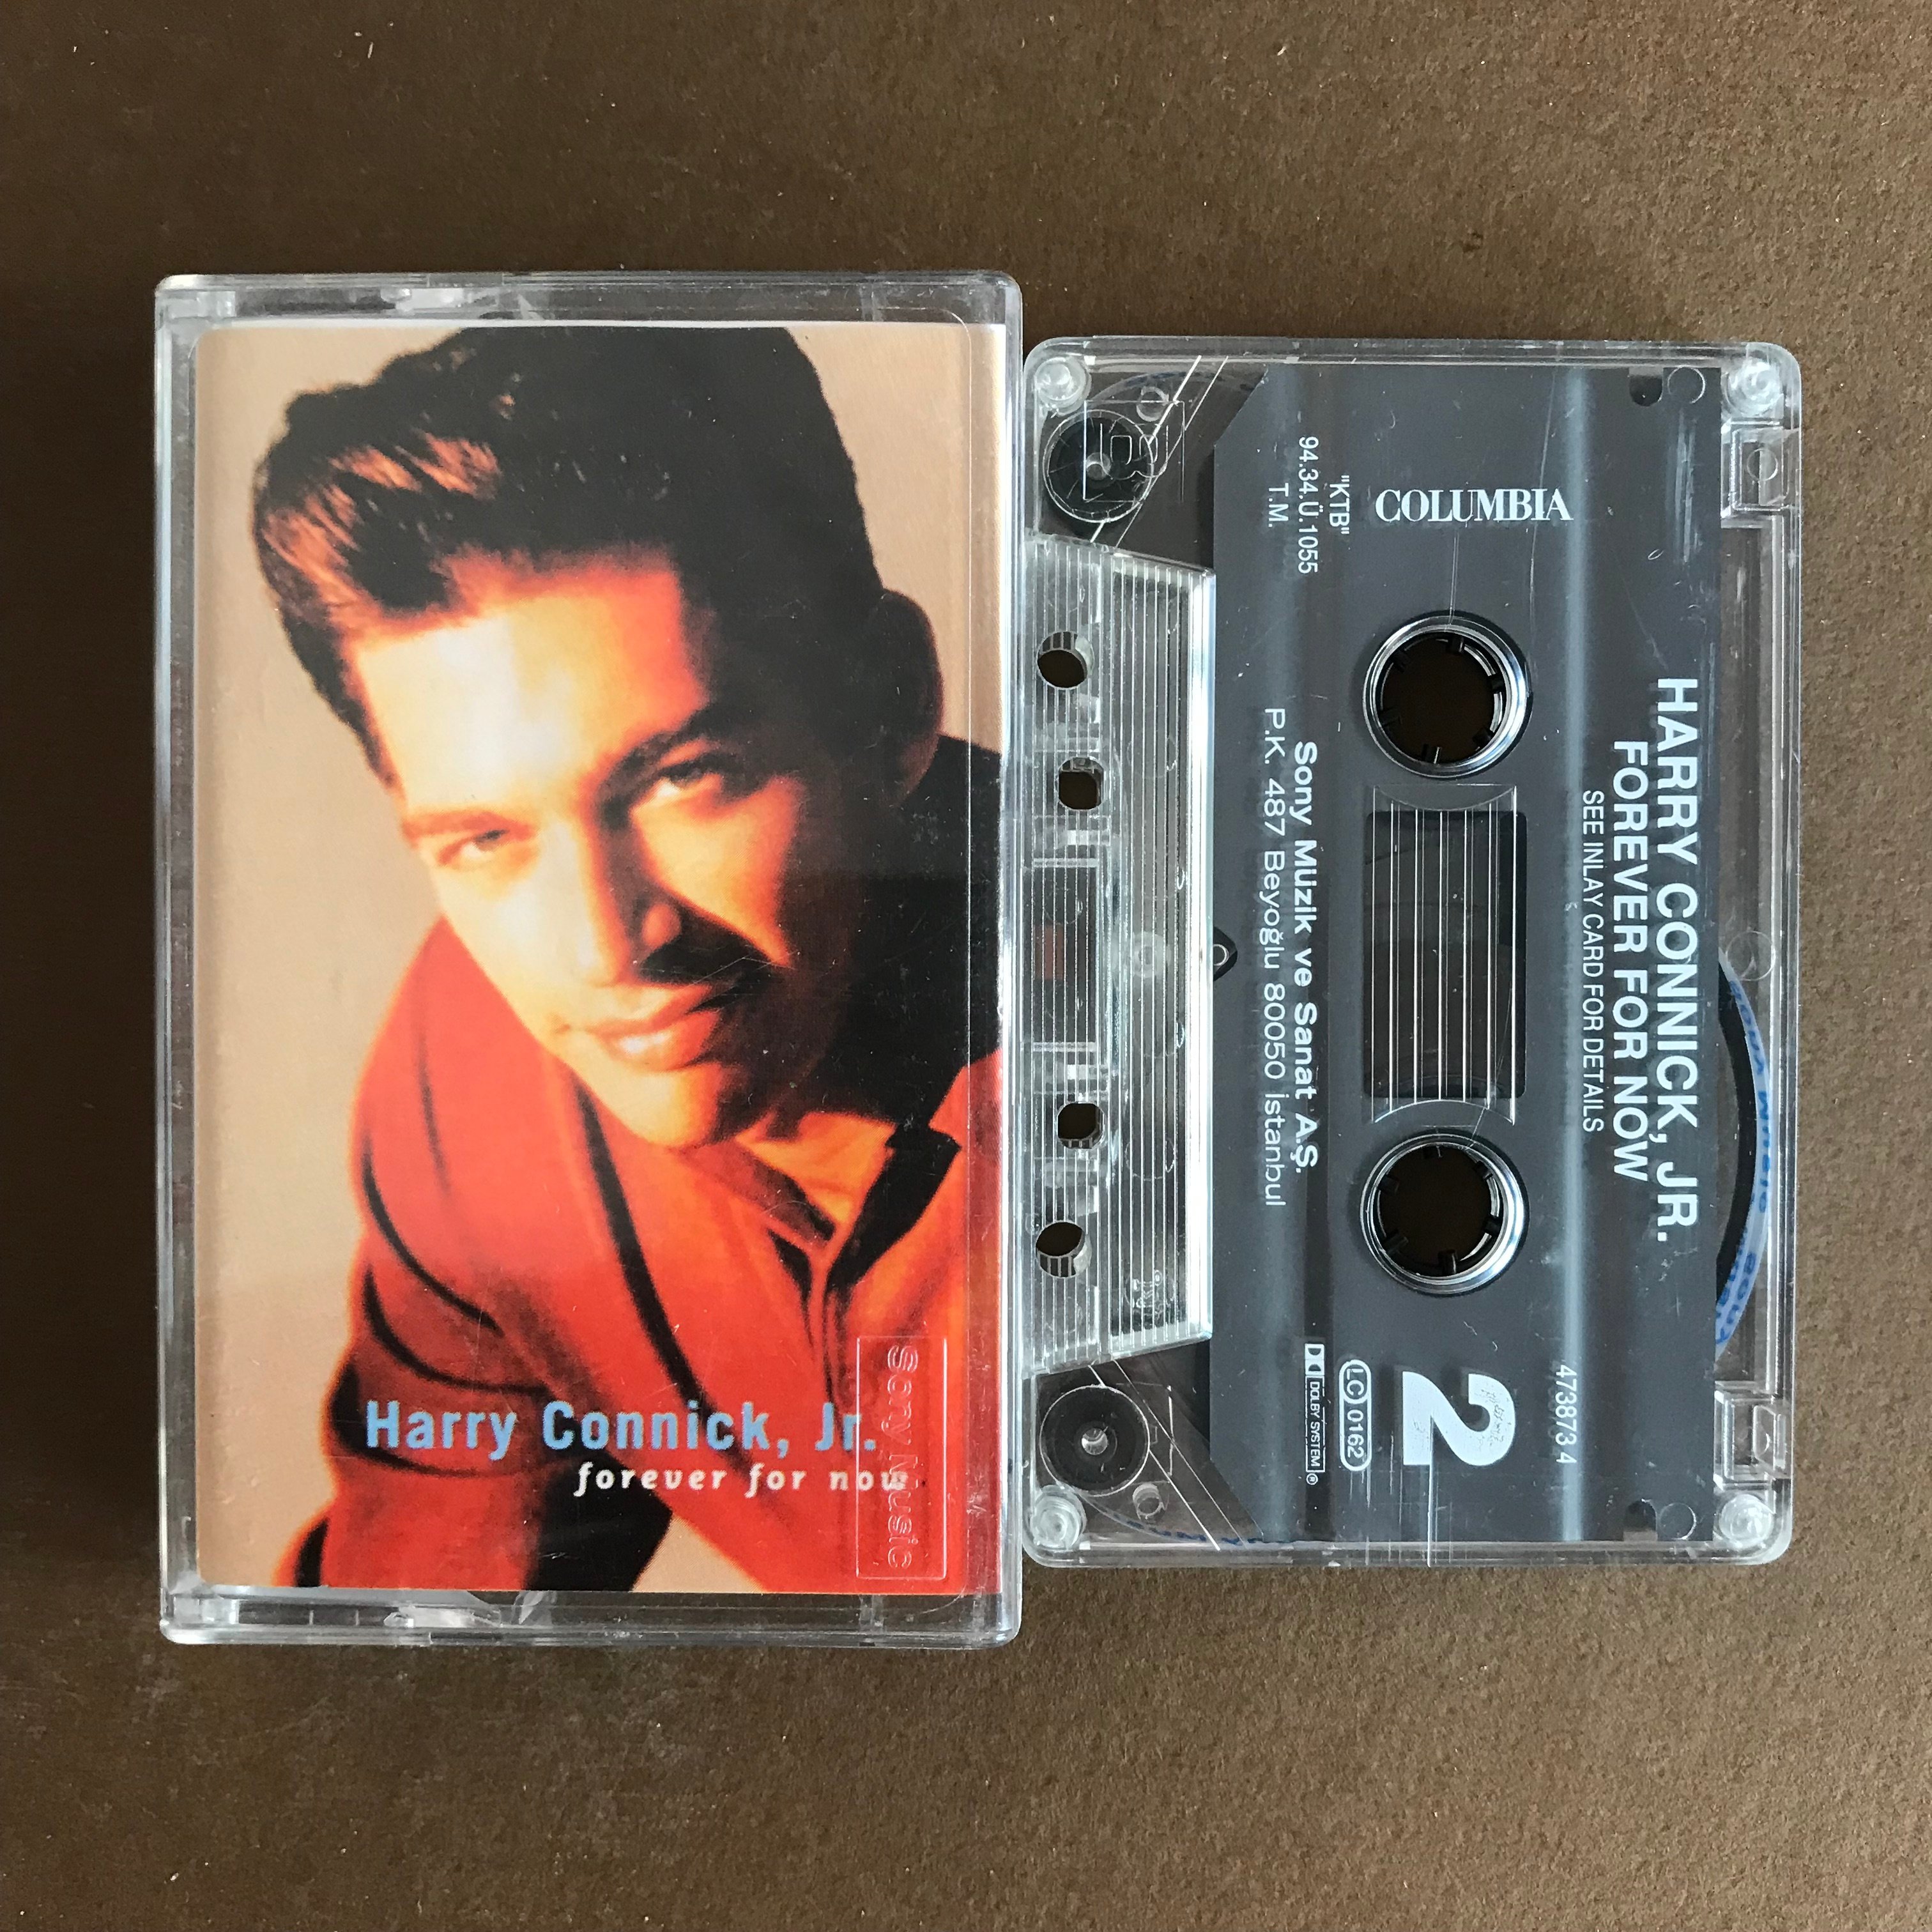 Harry Connick, Jr.
forever for now
Sony Music
HARRY CONNICK, JR.
FOREVER FOR NOW
SEE INLAY CARD FOR DETAILS
COLUMBIA
473873 4
2
LC 0162
DOLBY SYSTEM ®
"KTB"
94.34.Ü.1055
T.M.
Sony Müzik ve Sanat A.Ş.
P.K. 487 Beyoğlu 80050 İstanbul